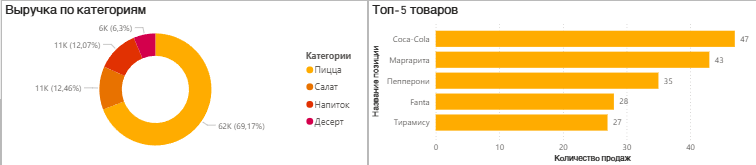 Выручка по категориям
6K (6,3%)
11K (12,07%)
11K (12,46%)
62K (69,17%)
Категории
Пицца
Салат
Напиток
Десерт
Топ-5 товаров
Название позиции
Coca-Cola 47
Маргарита 43
Пепперони 35
Fanta 28
Тирамису 27
0 10 20 30 40
Количество продаж